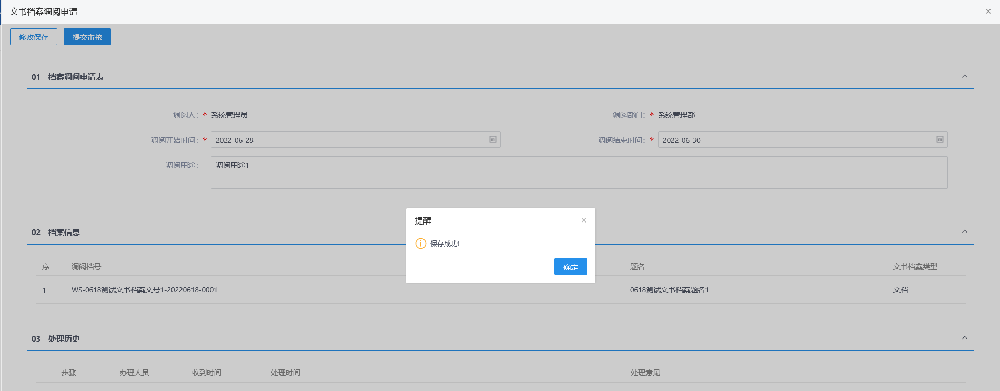 文书档案调阅申请
修改保存 提交审核
01 档案调阅申请表
调阅人： * 系统管理员 调阅部门： * 系统管理部
调阅开始时间： * 2022-06-28 调阅结束时间： * 2022-06-30
调阅用途： 调阅用途1
提醒
保存成功!
确定
02 档案信息
序 调阅档号 题名 文书档案类型
1 WS-0618测试文书档案文号1-20220618-0001 0618测试文书档案题名1 文档
03 处理历史
步骤 办理人员 收到时间 处理时间 处理意见